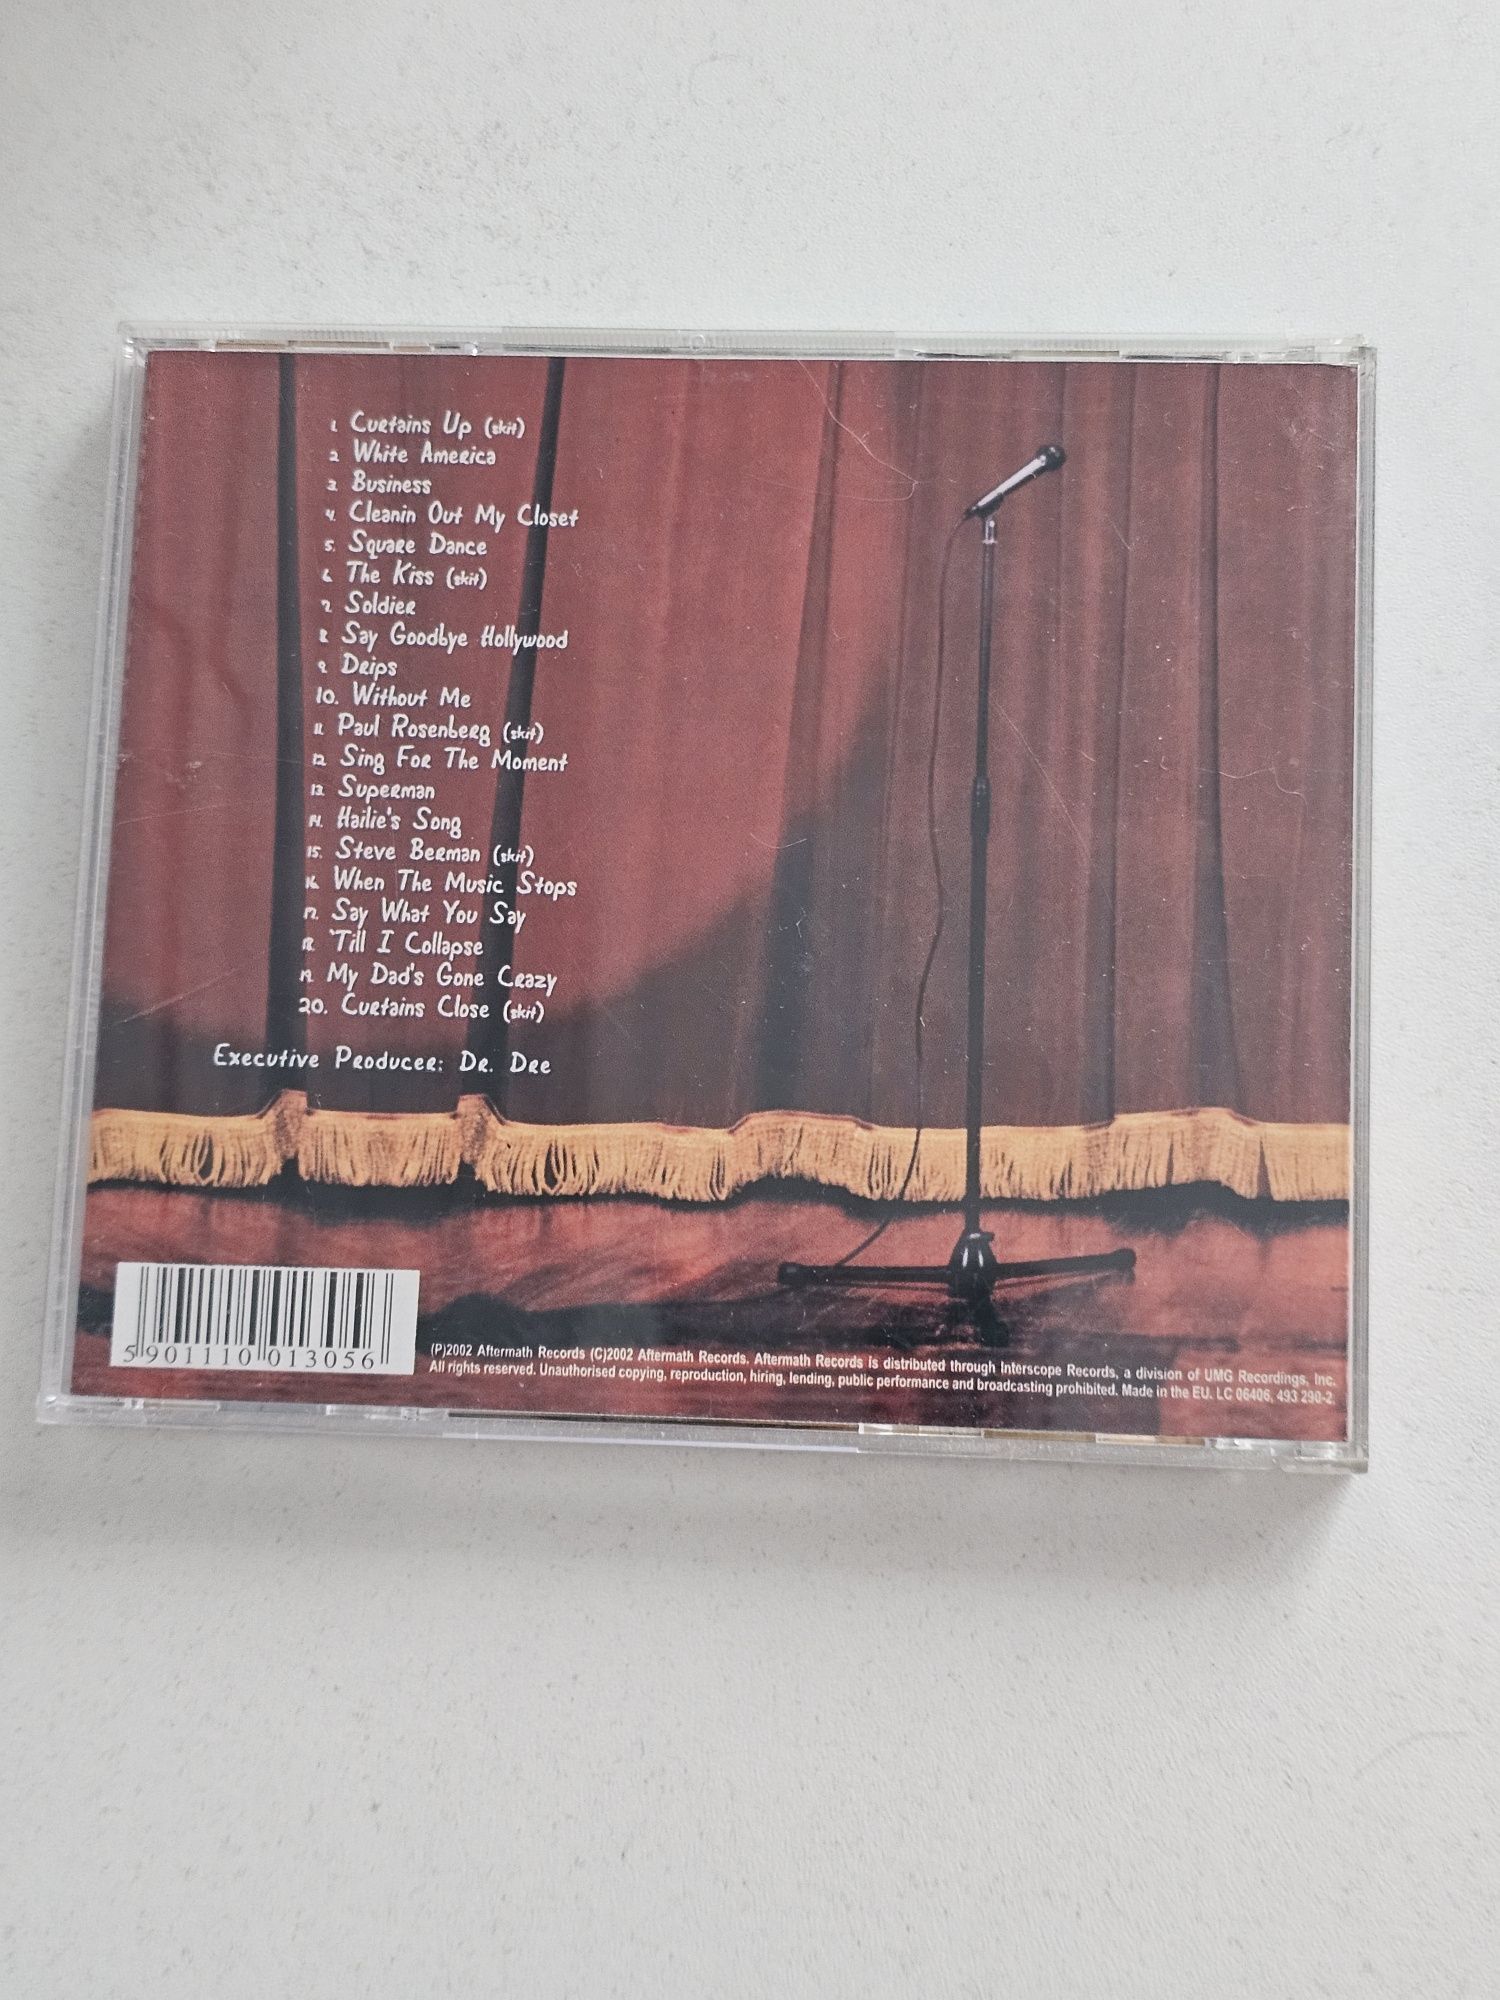 1. Curtains Up (skit)
2. White America
3. Business
4. Cleanin Out My Closet
5. Square Dance
6. The Kiss (skit)
7. Soldier
8. Say Goodbye Hollywood
9. Drips
10. Without Me
11. Paul Rosenberg (skit)
12. Sing For The Moment
13. Superman
14. Hailie's Song
15. Steve Berman (skit)
16. When The Music Stops
17. Say What You Say
18. 'Till I Collapse
19. My Dad's Gone Crazy
20. Curtains Close (skit)
Executive Producer: Dr. Dre
5 901110 013056
(P)2002 Aftermath Records (C)2002 Aftermath Records. Aftermath Records is distributed through Interscope Records, a division of UMG Recordings, Inc.
All rights reserved. Unauthorised copying, reproduction, hiring, lending, public performance and broadcasting prohibited. Made in the EU. LC 06406, 493 290-2.